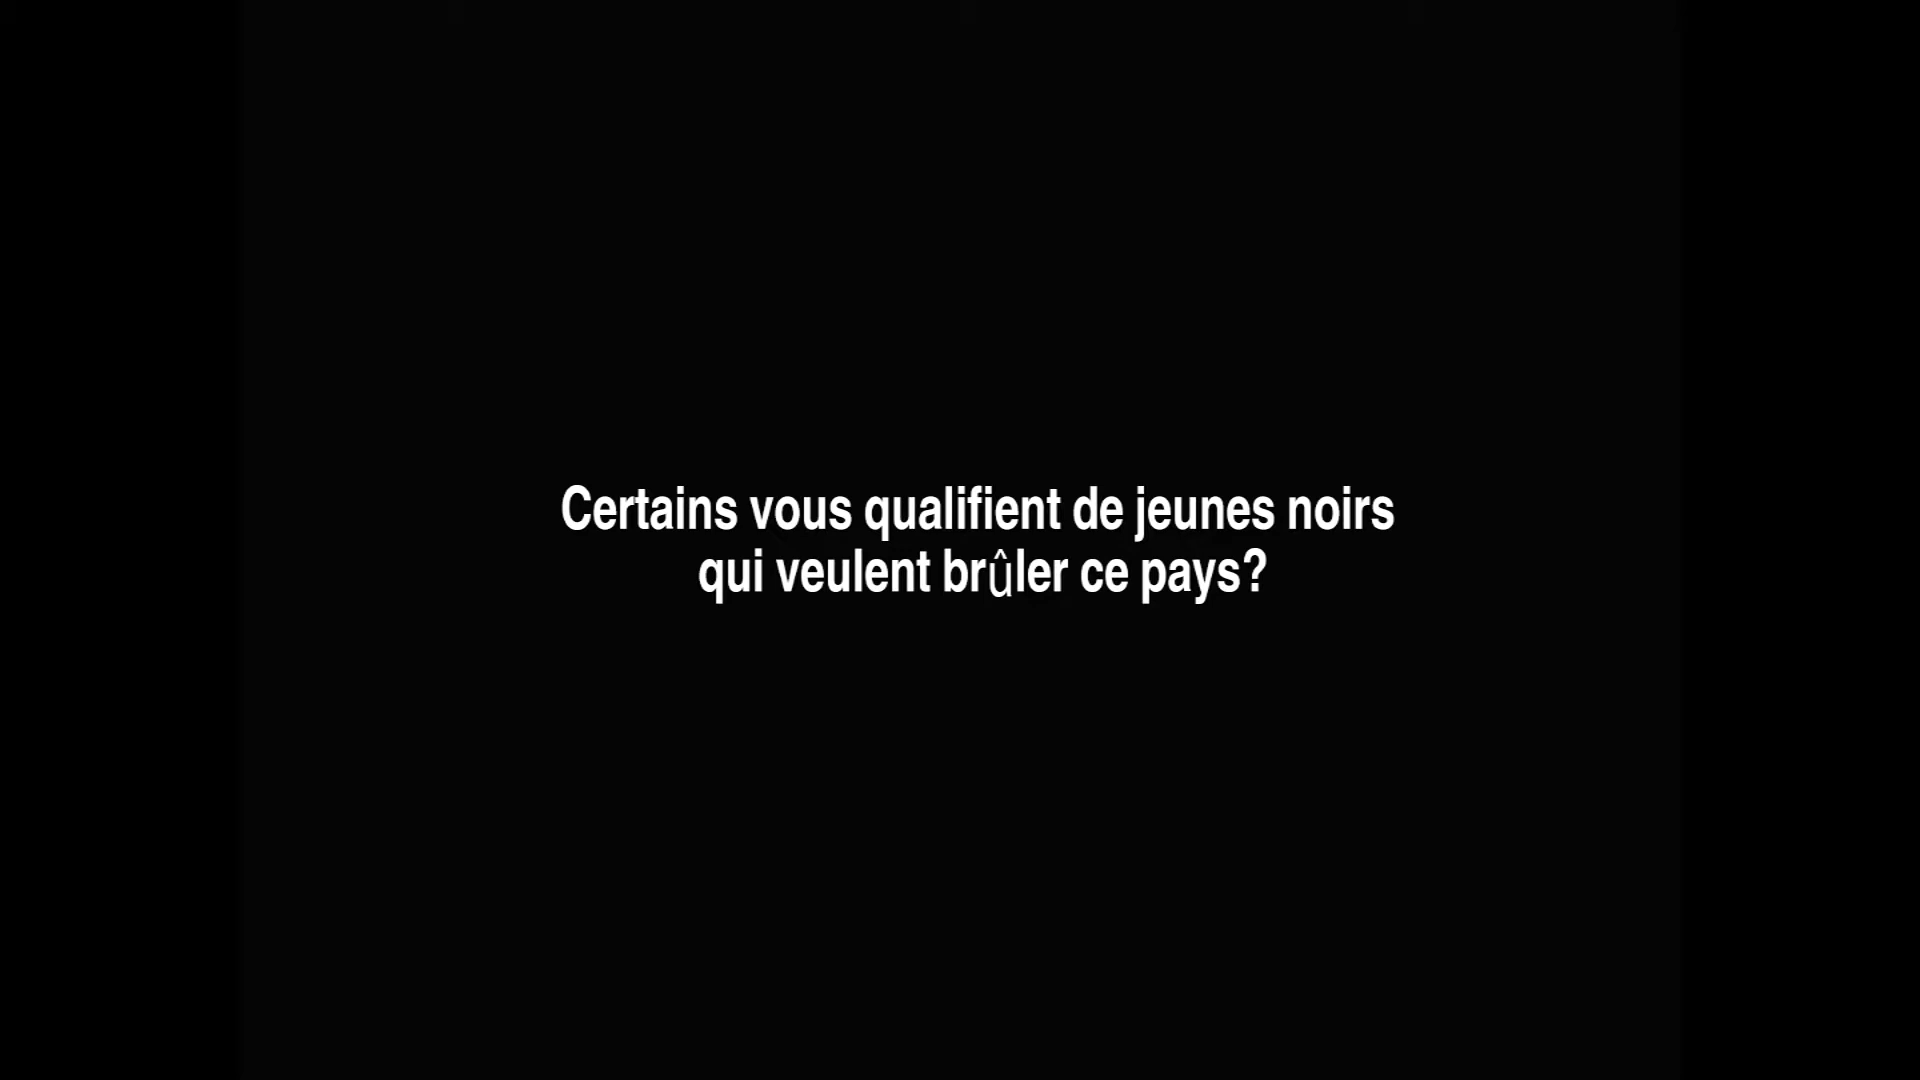 Certains vous qualifient de jeunes noirs
qui veulent brûler ce pays?